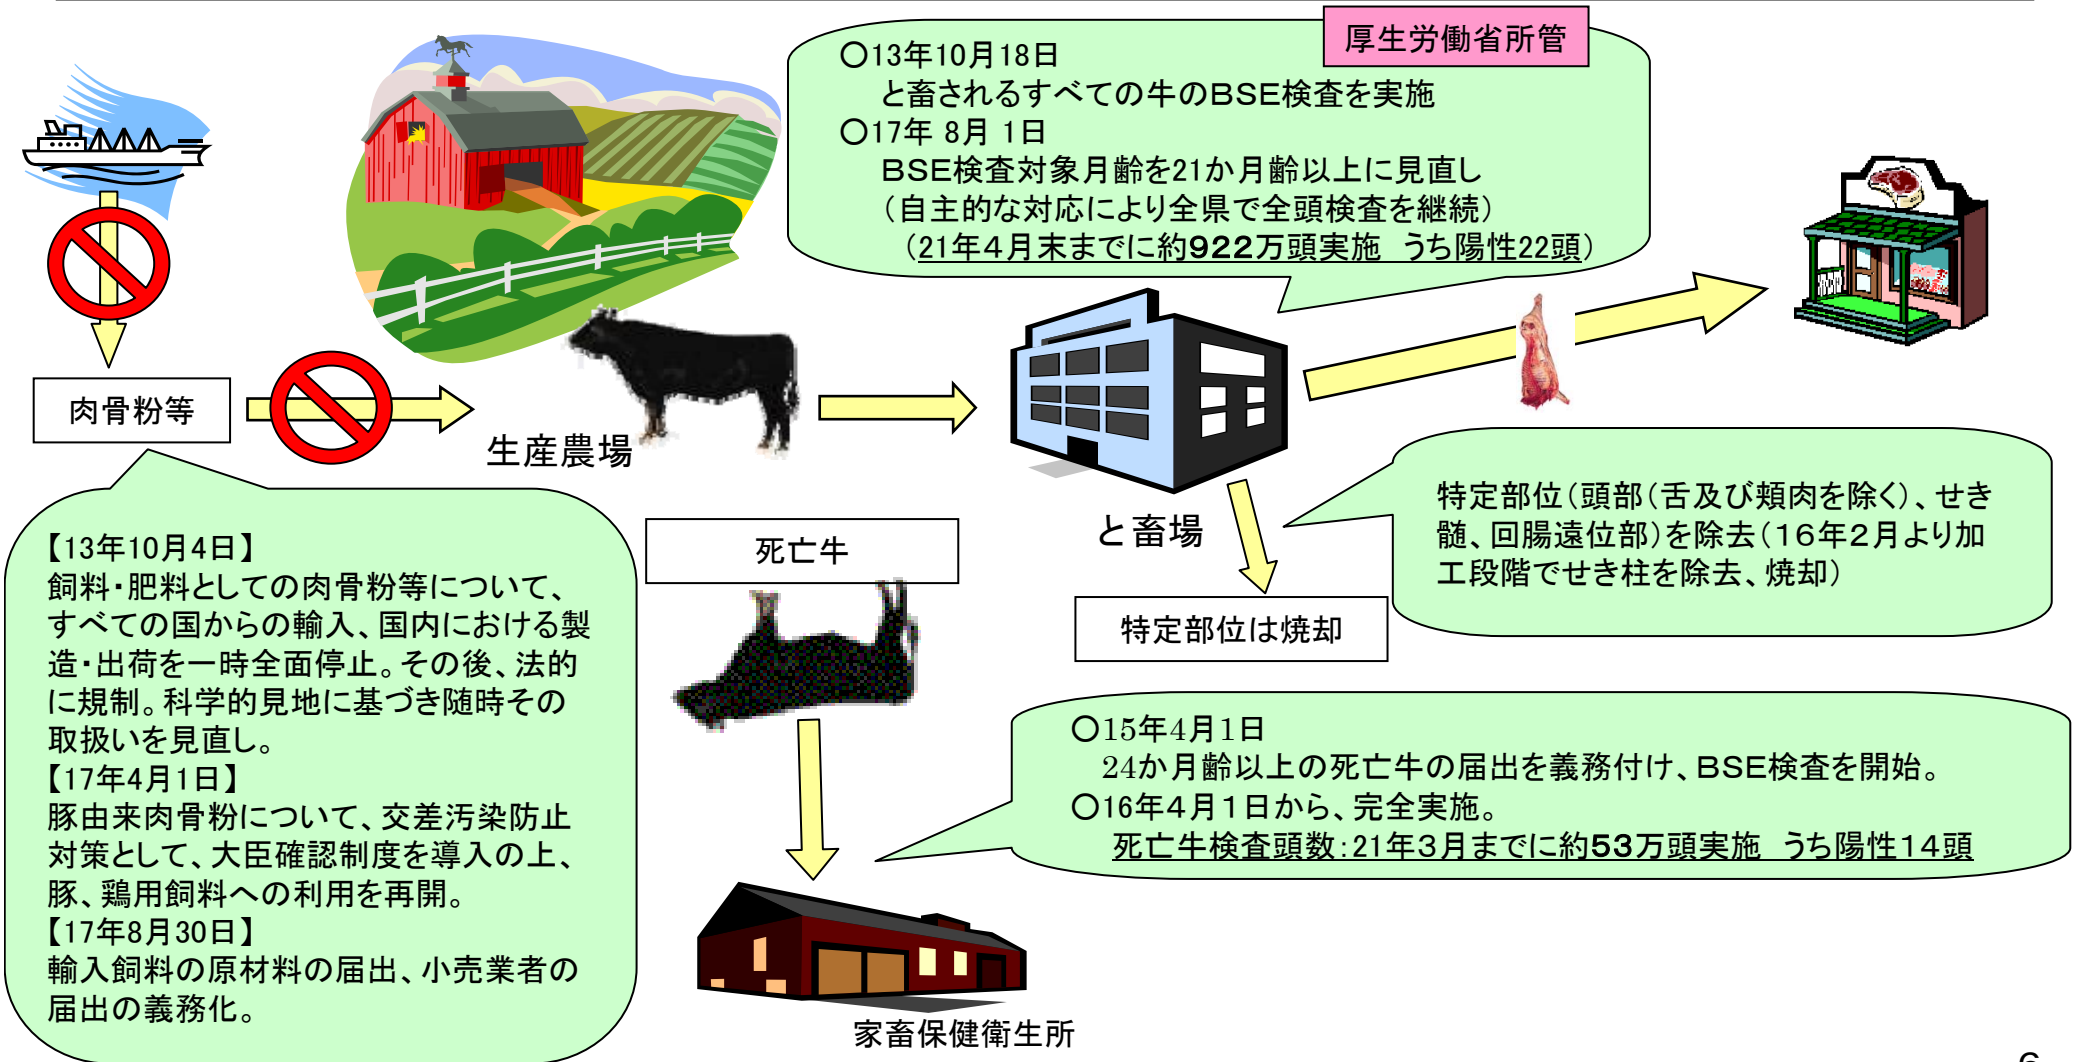 厚生労働省所管
〇13年10月18日
と畜されるすべての牛のBSE検査を実施
〇17年 8月 1日
BSE検査対象月齢を21か月齢以上に見直し
（自主的な対応により全県で全頭検査を継続）
（21年４月末までに約922万頭実施　うち陽性22頭）
肉骨粉等
生産農場
と畜場
特定部位（頭部（舌及び頬肉を除く）、せき
髄、回腸遠位部）を除去（１６年２月より加
工段階でせき柱を除去、焼却）
死亡牛
特定部位は焼却
【13年10月4日】
飼料・肥料としての肉骨粉等について、
すべての国からの輸入、国内における製
造・出荷を一時全面停止。その後、法的
に規制。科学的見地に基づき随時その
取扱いを見直し。
【17年4月1日】
豚由来肉骨粉について、交差汚染防止
対策として、大臣確認制度を導入の上、
豚、鶏用飼料への利用を再開。
【17年8月30日】
輸入飼料の原材料の届出、小売業者の
届出の義務化。
〇15年4月1日
24か月齢以上の死亡牛の届出を義務付け、BSE検査を開始。
〇16年４月１日から、完全実施。
死亡牛検査頭数：21年３月までに約53万頭実施　うち陽性１４頭
家畜保健衛生所